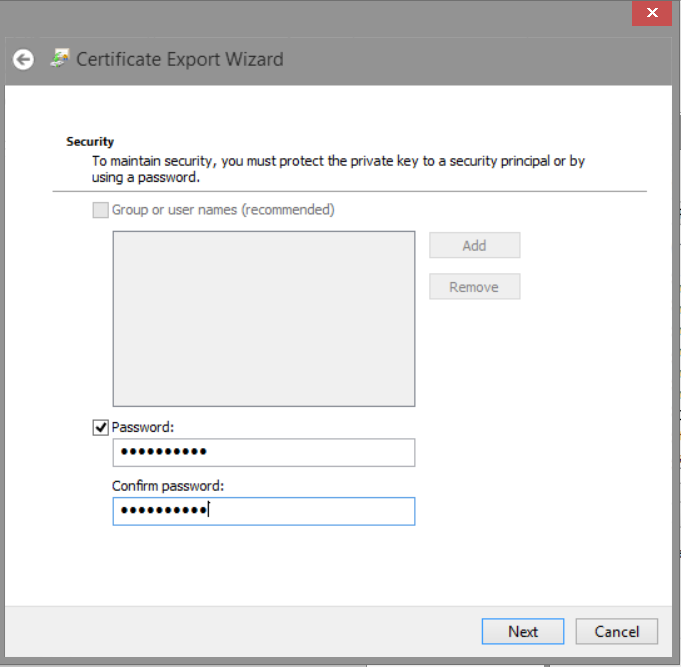 Certificate Export Wizard
Security
To maintain security, you must protect the private key to a security principal or by
using a password.
Group or user names (recommended)
Add
Remove
Password:
••••••••••
Confirm password:
••••••••••
Next
Cancel